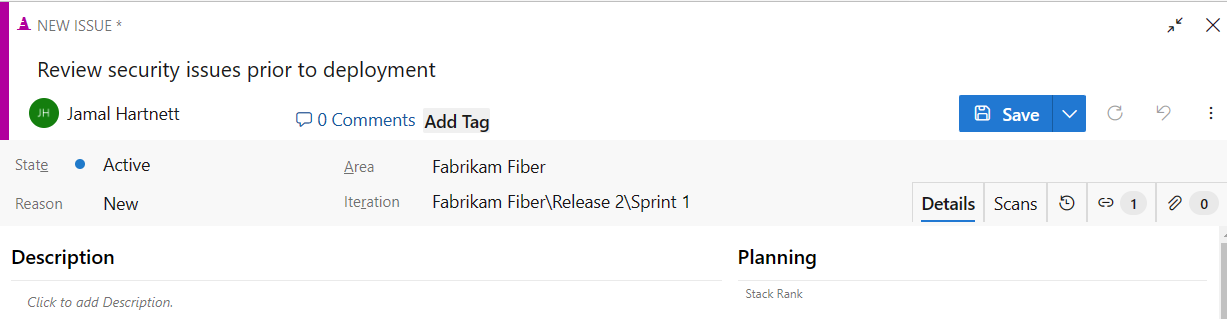 NEW ISSUE *
Review security issues prior to deployment
JH Jamal Hartnett 0 Comments Add Tag Save
State Active Area Fabrikam Fiber
Reason New Iteration Fabrikam Fiber\Release 2\Sprint 1 Details Scans 1 0
Description Planning
Click to add Description. Stack Rank